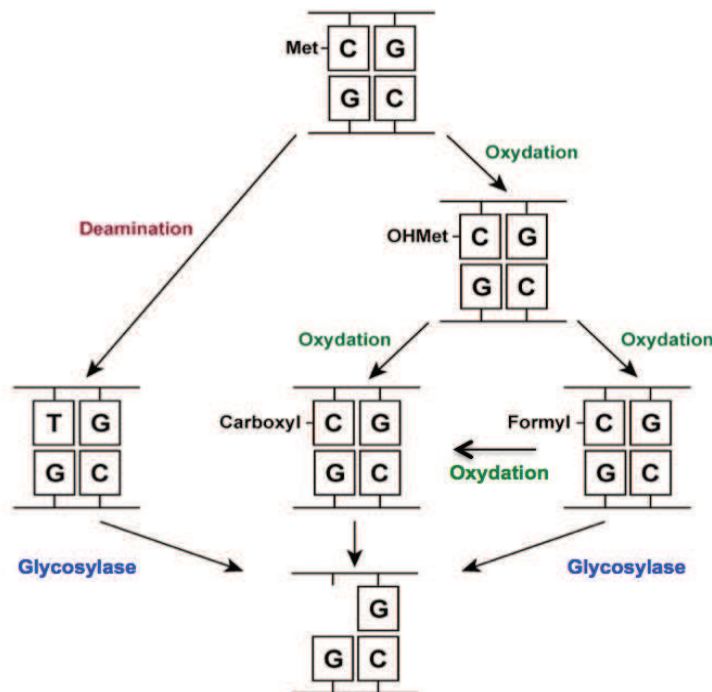 Met C G
G C
Oxydation
Deamination
OHMet C G
G C
Oxydation Oxydation
T G Carboxyl C G Formyl C G
G C G C G C
Oxydation
Glycosylase Glycosylase
G
G C